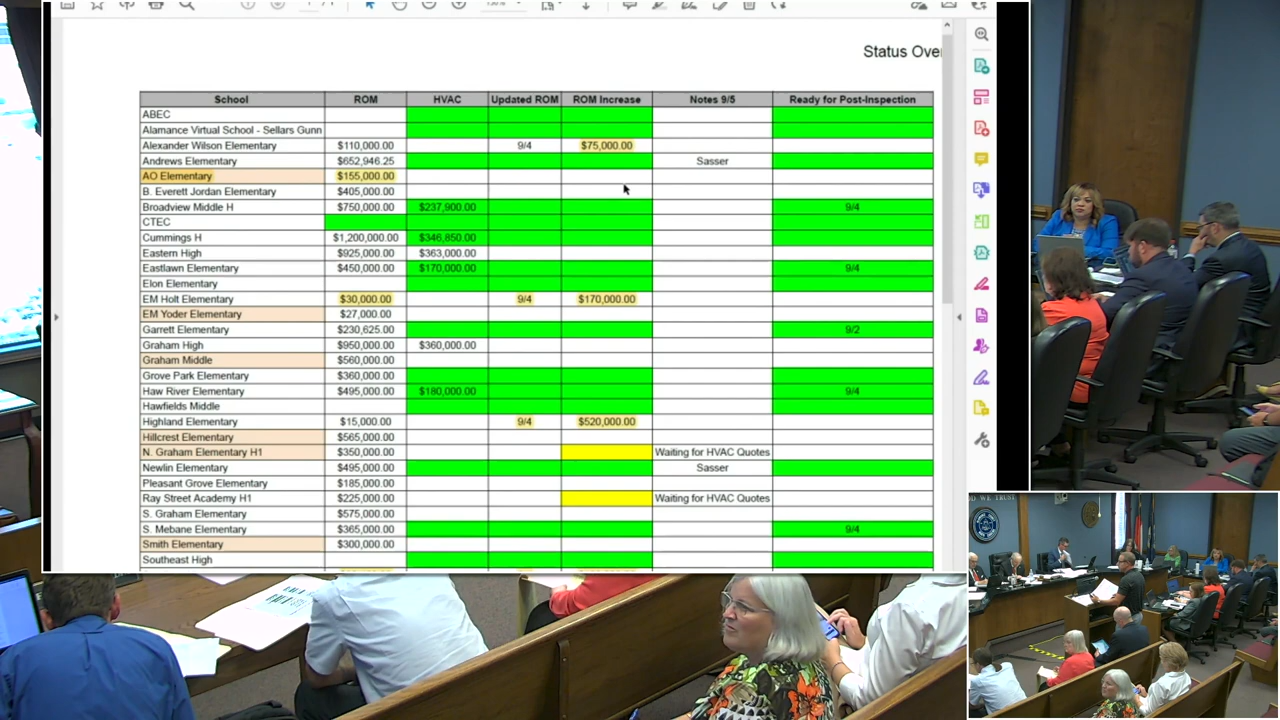 Status Over
School ROM HVAC Updated ROM ROM Increase Notes 9/5 Ready for Post-Inspection
ABEC
Alamance Virtual School - Sellars Gunn
Alexander Wilson Elementary $110,000.00 9/4 $75,000.00
Andrews Elementary $652,946.25 Sasser
AO Elementary $155,000.00
B. Everett Jordan Elementary $405,000.00
Broadview Middle H $750,000.00 $237,900.00 9/4
CTEC
Cummings H $1,200,000.00 $346,850.00
Eastern High $925,000.00 $363,000.00
Eastlawn Elementary $450,000.00 $170,000.00 9/4
Elon Elementary
EM Holt Elementary $30,000.00 9/4 $170,000.00
EM Yoder Elementary $27,000.00
Garrett Elementary $230,625.00 9/2
Graham High $950,000.00 $360,000.00
Graham Middle $560,000.00
Grove Park Elementary $360,000.00
Haw River Elementary $495,000.00 $180,000.00 9/4
Hawfields Middle
Highland Elementary $15,000.00 9/4 $520,000.00
Hillcrest Elementary $565,000.00
N. Graham Elementary H1 $350,000.00 Waiting for HVAC Quotes
Newlin Elementary $495,000.00 Sasser
Pleasant Grove Elementary $185,000.00
Ray Street Academy H1 $225,000.00 Waiting for HVAC Quotes
S. Graham Elementary $575,000.00
S. Mebane Elementary $365,000.00 9/4
Smith Elementary $300,000.00
Southeast High
WE TRUST